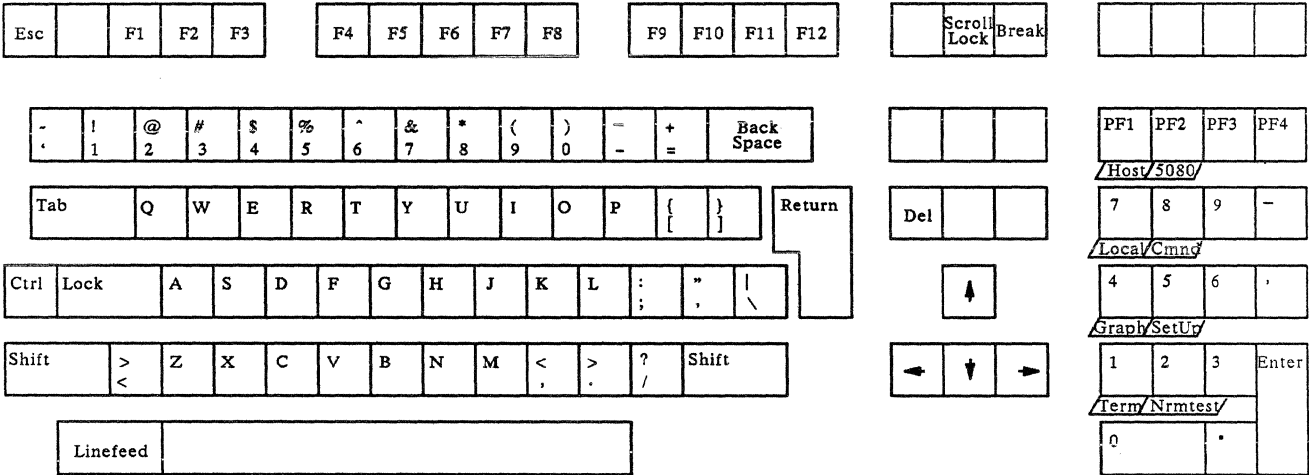 Esc F1 F2 F3 F4 F5 F6 F7 F8 F9 F10 F11 F12 Scroll Lock Break
~ ! @ # $ % ^ & * ( ) — + Back Space PF1 PF2 PF3 PF4
‘ 1 2 3 4 5 6 7 8 9 0 - =
/Host/5080/
Tab Q W E R T Y U I O P { } Return Del 7 8 9 —
[ ]
/Local/Cmnd/
Ctrl Lock A S D F G H J K L : " | 4 5 6 ,
; ' \
/Graph/SetUp/
Shift > Z X C V B N M < > ? Shift 1 2 3 Enter
< , . /
/Term/Nrmtest/
Linefeed 0 .